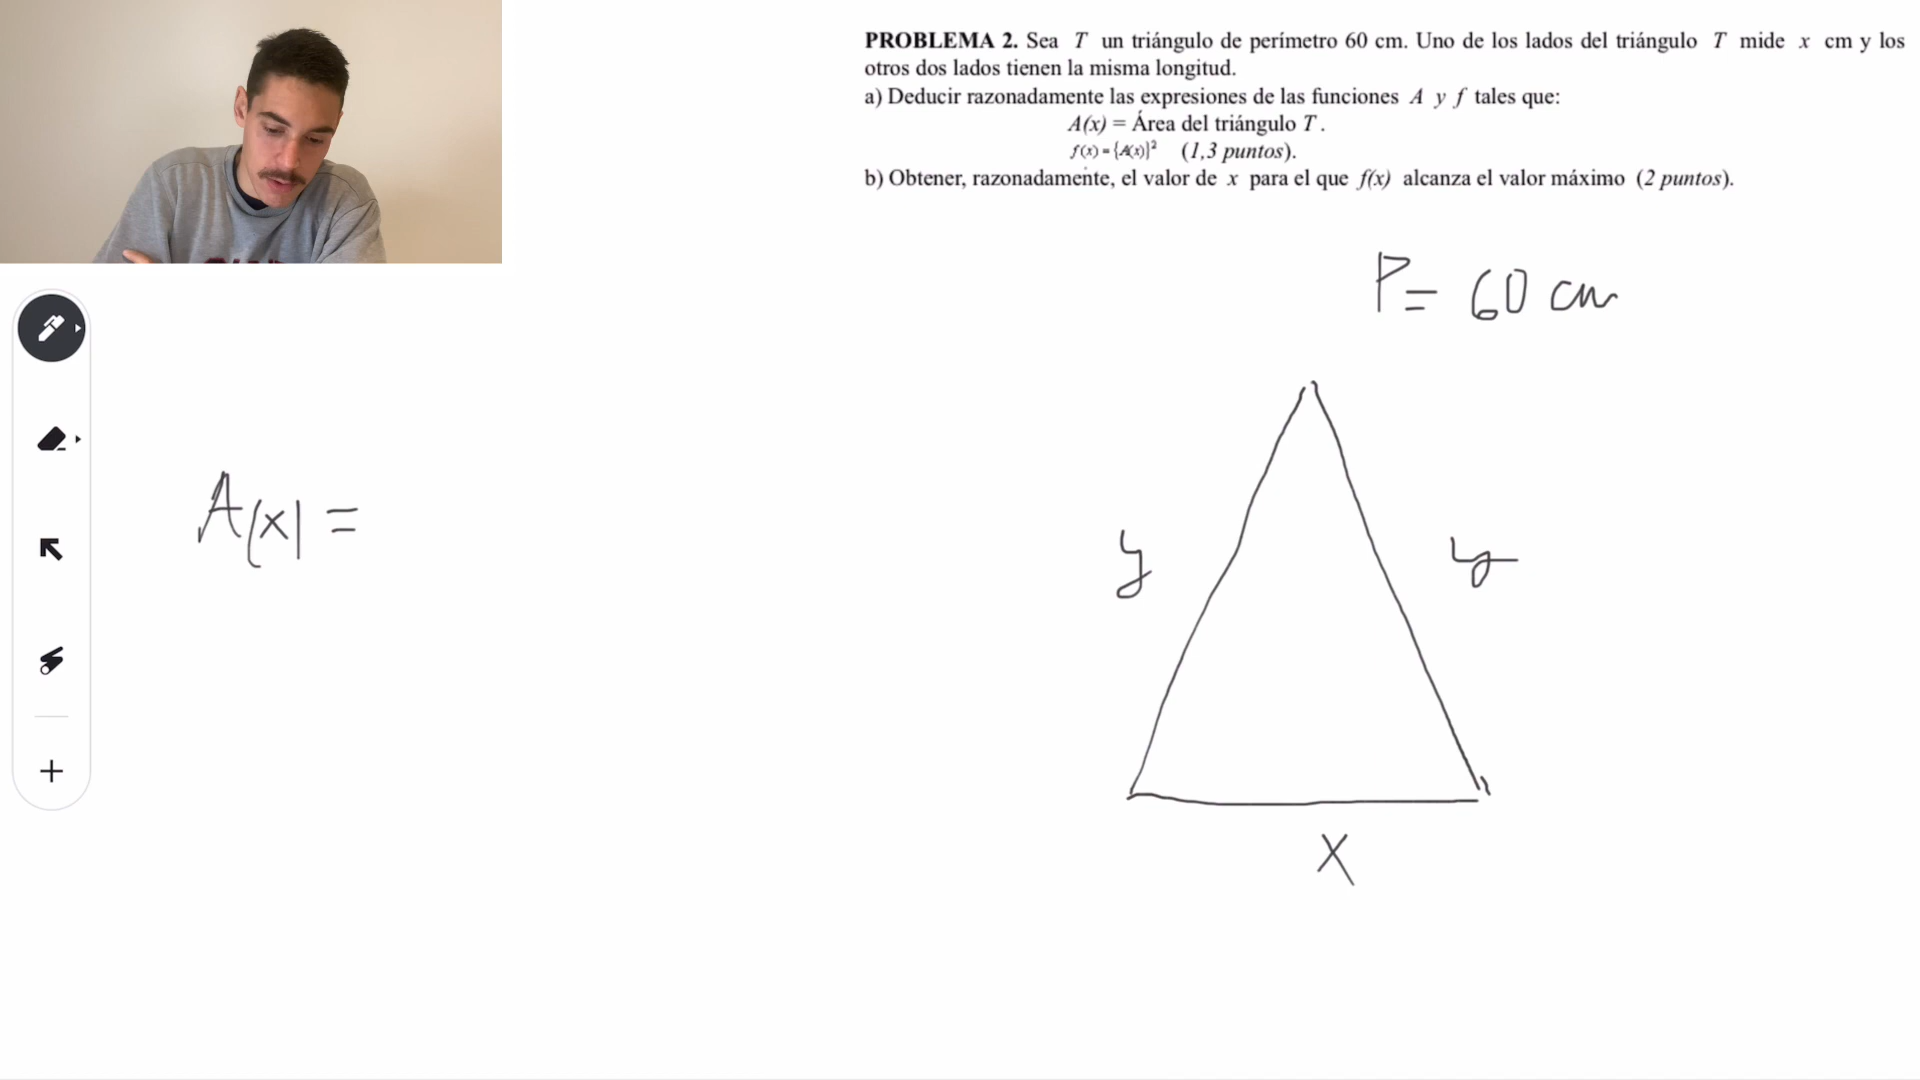 PROBLEMA 2. Sea T un triángulo de perímetro 60 cm. Uno de los lados del triángulo T mide x cm y los
otros dos lados tienen la misma longitud.
a) Deducir razonadamente las expresiones de las funciones A y f tales que:
A(x) = Área del triángulo T.
f(x) = {A(x)]² (1,3 puntos).
b) Obtener, razonadamente, el valor de x para el que f(x) alcanza el valor máximo (2 puntos).
P = 60 cm
A(x) =
y
y
x